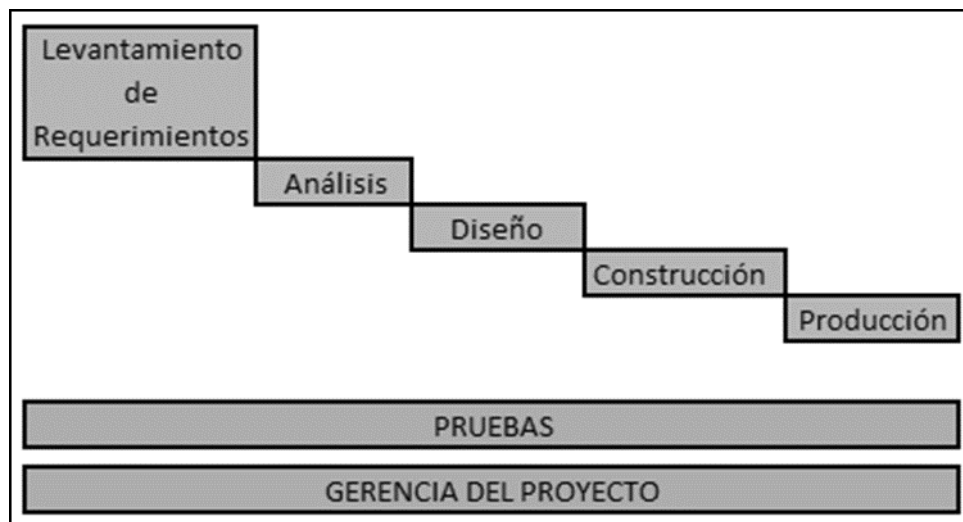 Levantamiento
de
Requerimientos
Análisis
Diseño
Construcción
Producción
PRUEBAS
GERENCIA DEL PROYECTO